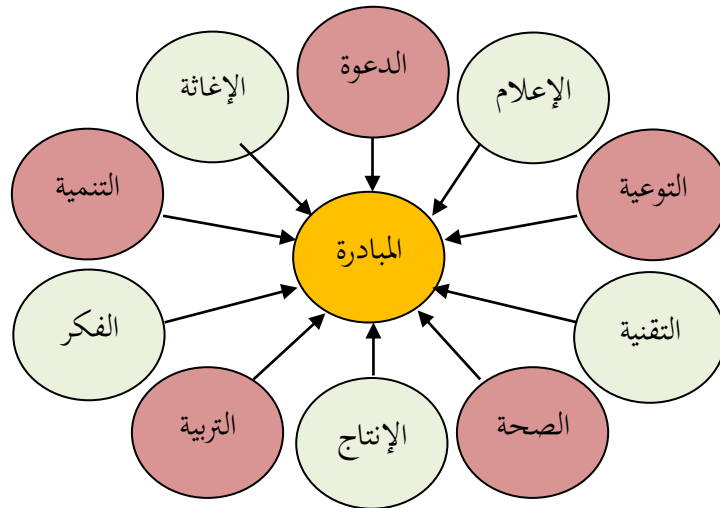 الدعوة
الإعلام
الإغاثة
التوعية
التنمية
المبادرة
التقنية
الفكر
الصحة
التربية
الإنتاج